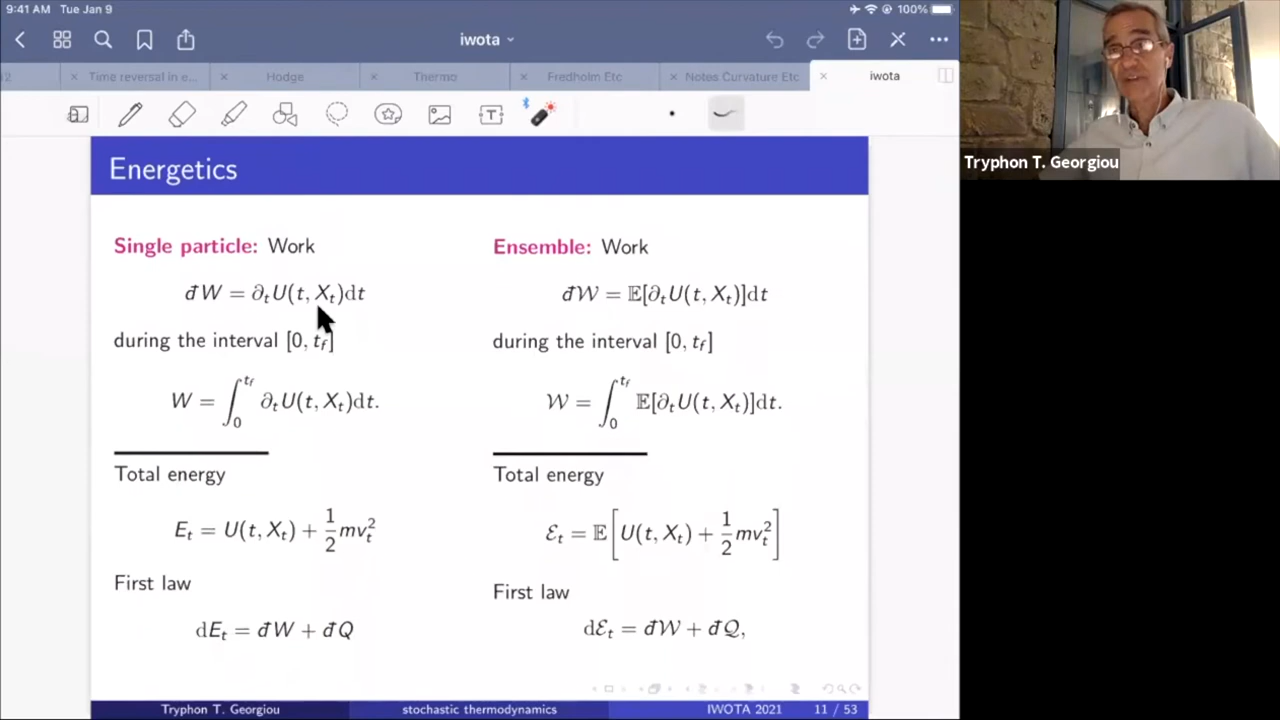 9:41 AM Tue Jan 9
100%
iwota
Time reversal in e...
Hodge
Thermo
Fredholm Etc
Notes Curvature Etc
iwota
T
Energetics
Single particle: Work
đW = ∂ₜU(t, Xₜ)dt
during the interval [0, t_f]
W = ∫₀^{t_f} ∂ₜU(t, Xₜ)dt.
Total energy
Eₜ = U(t, Xₜ) + 1/2 mvₜ²
First law
dEₜ = đW + đQ
Ensemble: Work
đ𝒲 = 𝔼[∂ₜU(t, Xₜ)]dt
during the interval [0, t_f]
𝒲 = ∫₀^{t_f} 𝔼[∂ₜU(t, Xₜ)]dt.
Total energy
ℰₜ = 𝔼[U(t, Xₜ) + 1/2 mvₜ²]
First law
dℰₜ = đ𝒲 + đ𝒬,
Tryphon T. Georgiou
stochastic thermodynamics
IWOTA 2021
11 / 53
Tryphon T. Georgiou